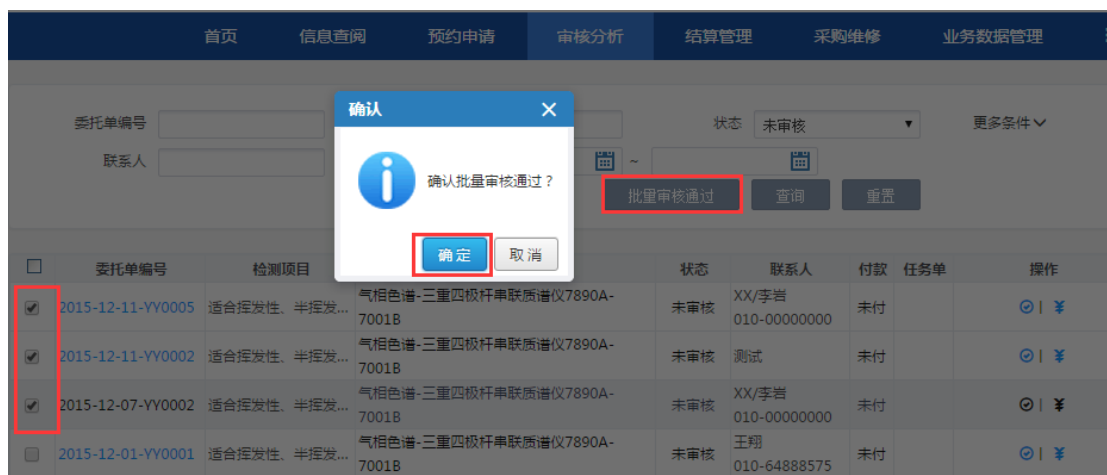 首页 信息查阅 预约申请 审核分析 结算管理 采购维修 业务数据管理
确认
委托单编号 状态 未审核 更多条件
联系人 ~
确认批量审核通过？
批量审核通过 查询 重置
确定 取消
委托单编号 检测项目 状态 联系人 付款 任务单 操作
2015-12-11-YY0005 适合挥发性、半挥发... 气相色谱-三重四极杆串联质谱仪7890A-7001B 未审核 XX/李岩 010-00000000 未付 | ¥
2015-12-11-YY0002 适合挥发性、半挥发... 气相色谱-三重四极杆串联质谱仪7890A-7001B 未审核 测试 未付 | ¥
2015-12-07-YY0002 适合挥发性、半挥发... 气相色谱-三重四极杆串联质谱仪7890A-7001B 未审核 XX/李岩 010-00000000 未付 | ¥
2015-12-01-YY0001 适合挥发性、半挥发... 气相色谱-三重四极杆串联质谱仪7890A-7001B 未审核 王翔 010-64888575 未付 | ¥